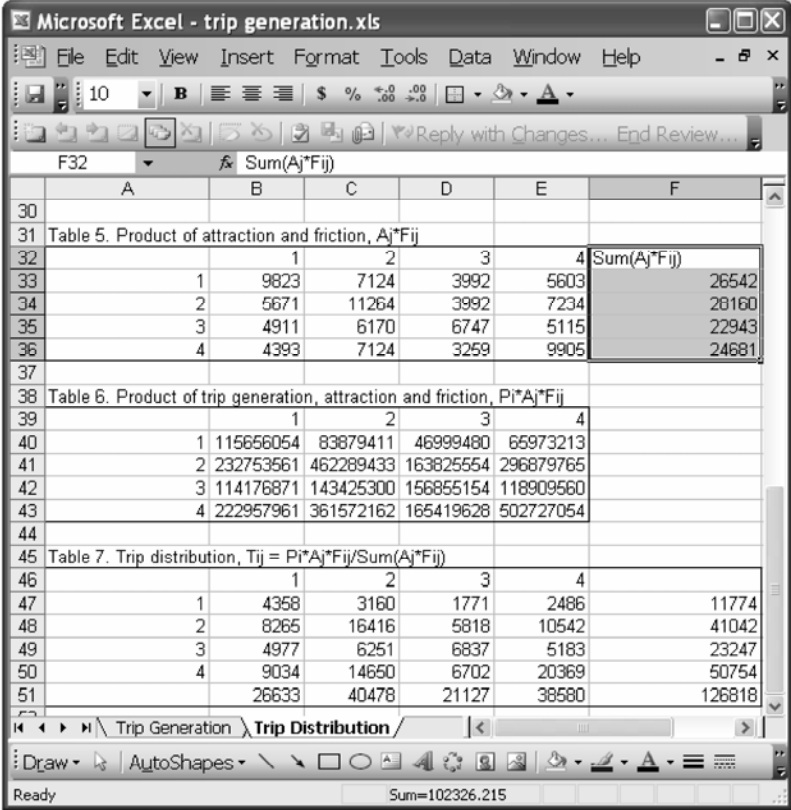 Microsoft Excel - trip generation.xls
File Edit View Insert Format Tools Data Window Help
10 B $ % .00 .00 A
Reply with Changes... End Review...
F32 fx Sum(Aj*Fij)
A B C D E F
30
31 Table 5. Product of attraction and friction, Aj*Fij
32 1 2 3 4 Sum(Aj*Fij)
33 1 9823 7124 3992 5603 26542
34 2 5671 11264 3992 7234 28160
35 3 4911 6170 6747 5115 22943
36 4 4393 7124 3259 9905 24681
37
38 Table 6. Product of trip generation, attraction and friction, Pi*Aj*Fij
39 1 2 3 4
40 1 115656054 83879411 46999480 65973213
41 2 232753561 462289433 163825554 296879765
42 3 114176871 143425300 156855154 118909560
43 4 222957961 361572162 165419628 502727054
44
45 Table 7. Trip distribution, Tij = Pi*Aj*Fij/Sum(Aj*Fij)
46 1 2 3 4
47 1 4358 3160 1771 2486 11774
48 2 8265 16416 5818 10542 41042
49 3 4977 6251 6837 5183 23247
50 4 9034 14650 6702 20369 50754
51 26633 40478 21127 38580 126818
Trip Generation Trip Distribution
Draw AutoShapes A A
Ready Sum=102326.215